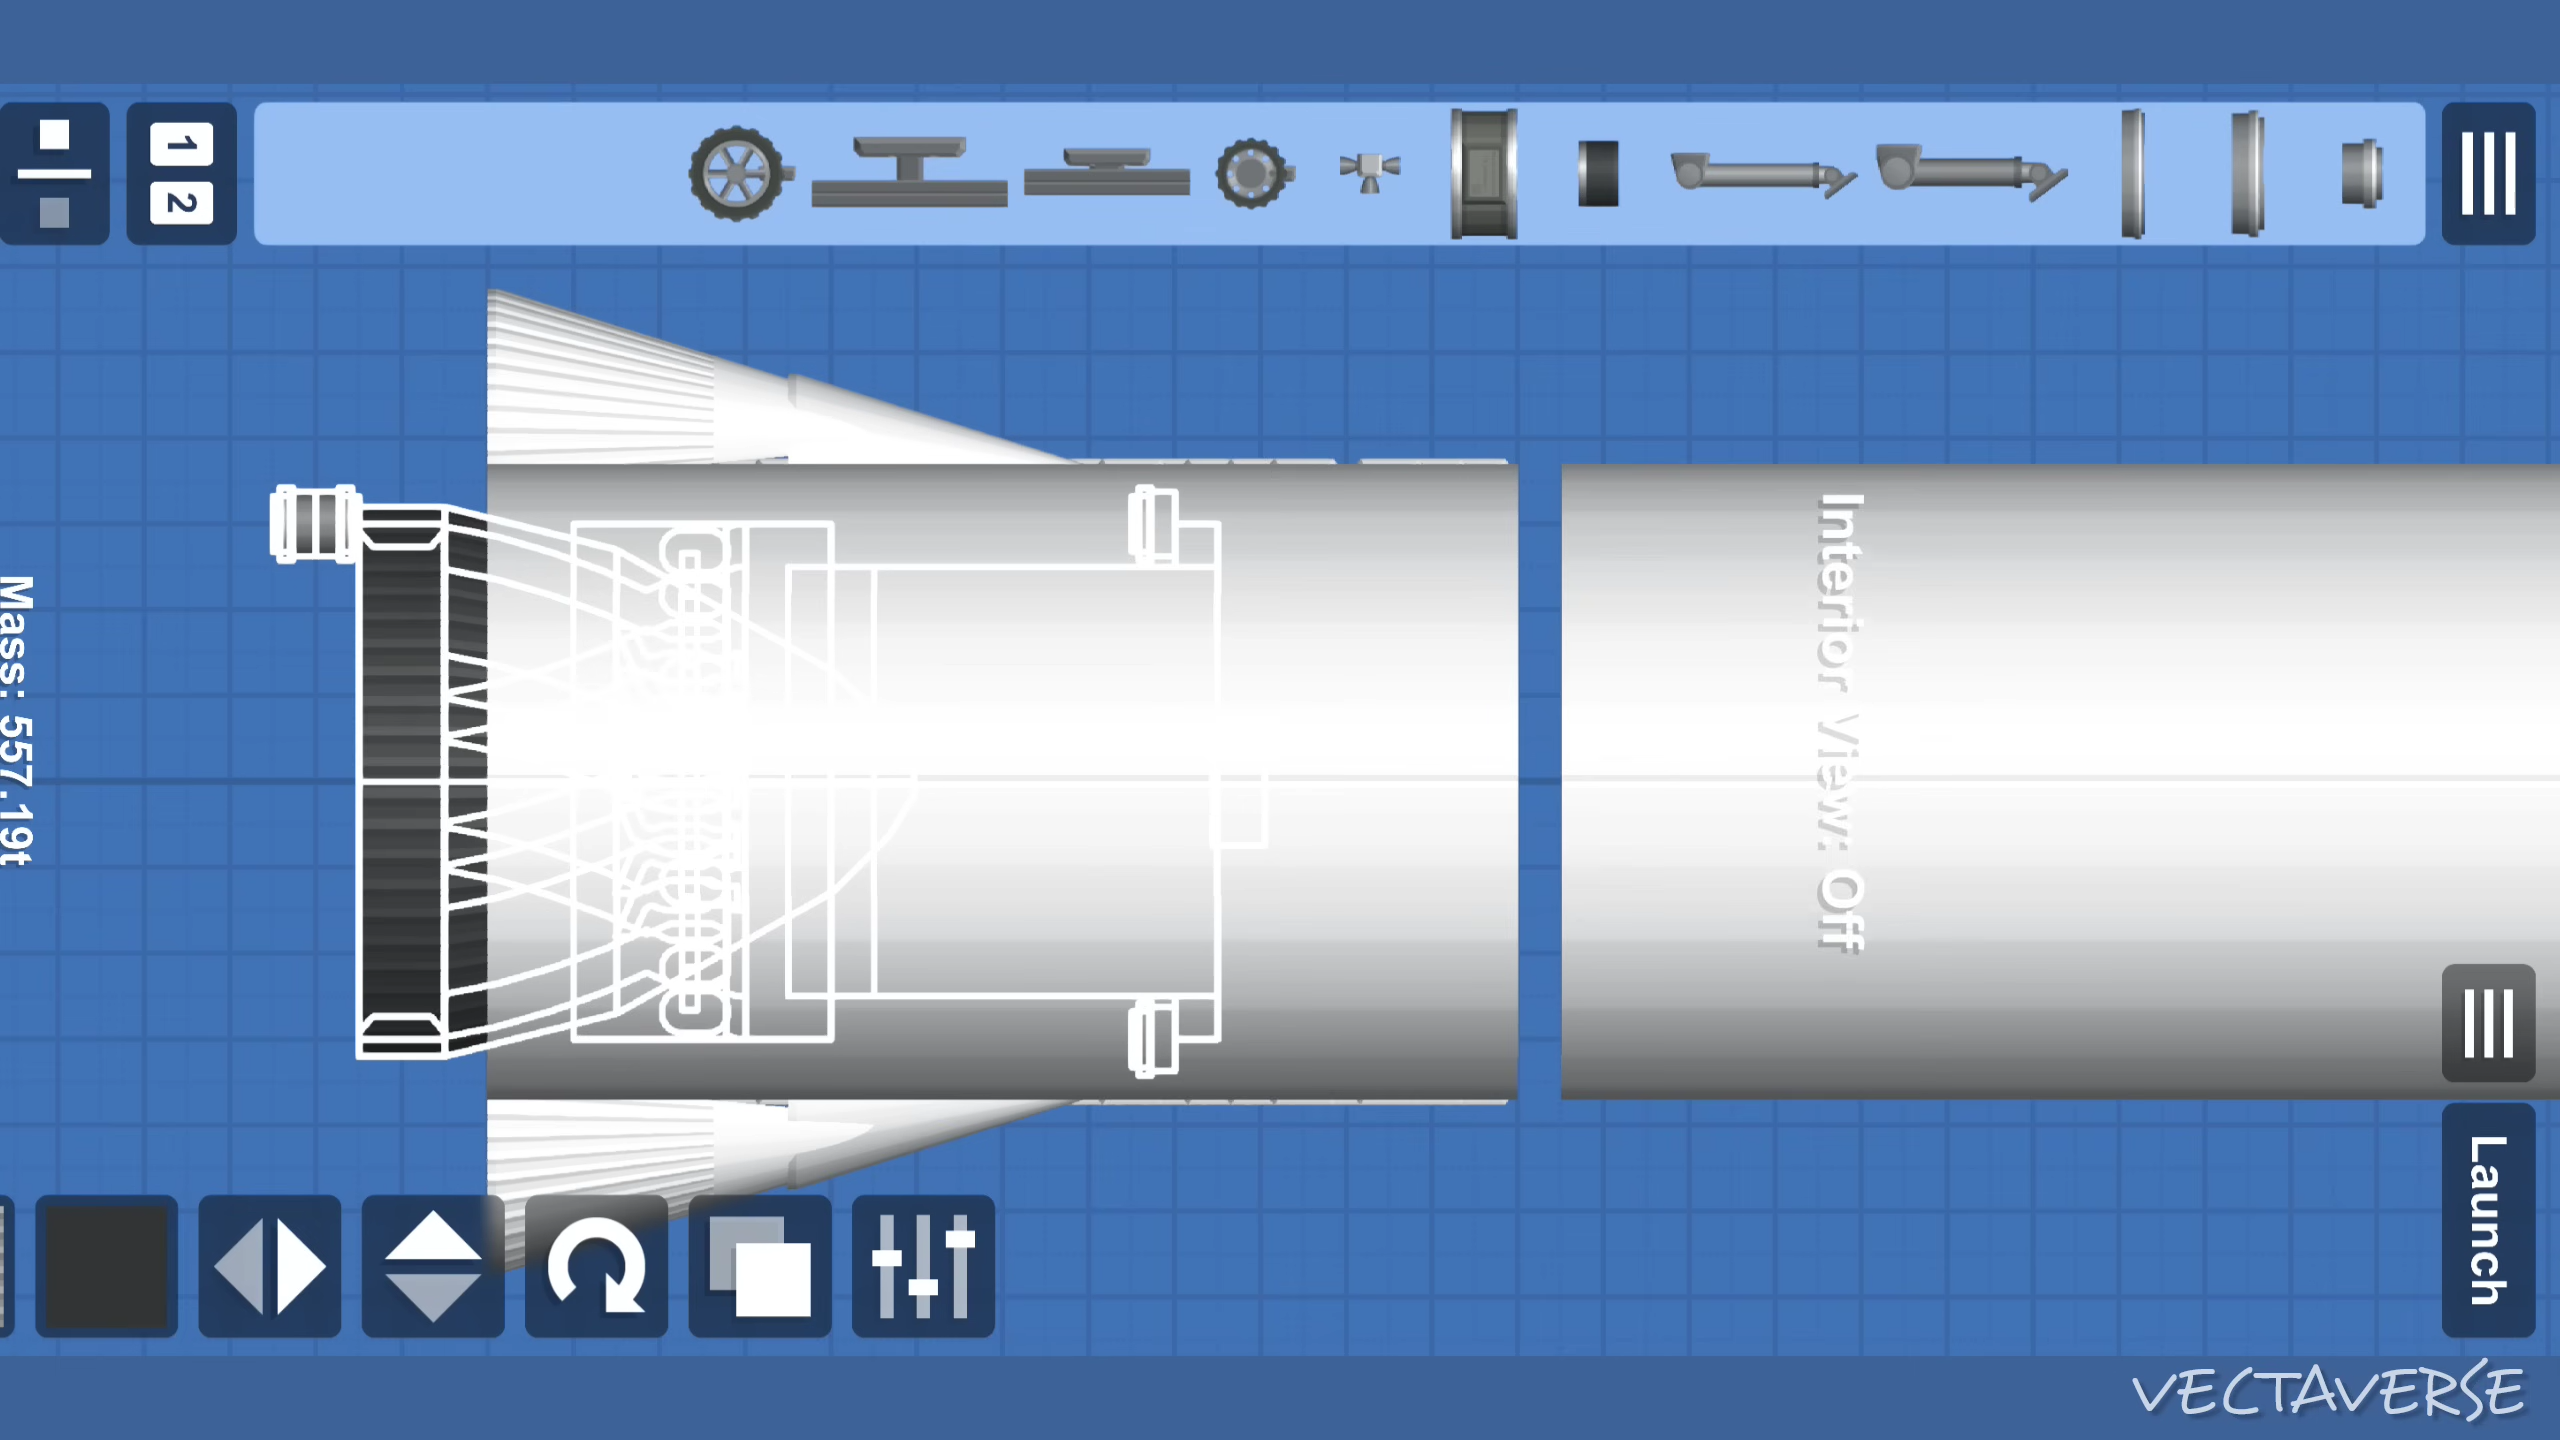 1
2
Mass: 557.19t
Interior View: Off
Launch
VECTAVERSE